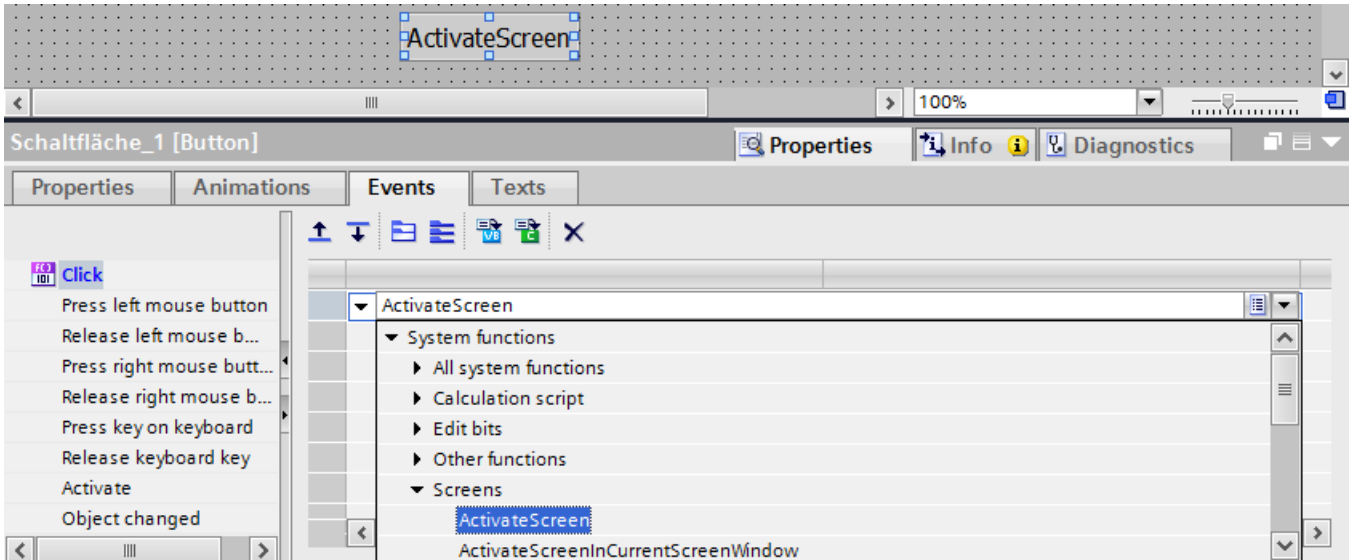 ActivateScreen
100%
Schaltfläche_1 [Button]
Properties Info Diagnostics
Properties Animations Events Texts
Click
Press left mouse button
Release left mouse b...
Press right mouse butt...
Release right mouse b...
Press key on keyboard
Release keyboard key
Activate
Object changed
ActivateScreen
System functions
All system functions
Calculation script
Edit bits
Other functions
Screens
ActivateScreen
ActivateScreenInCurrentScreenWindow